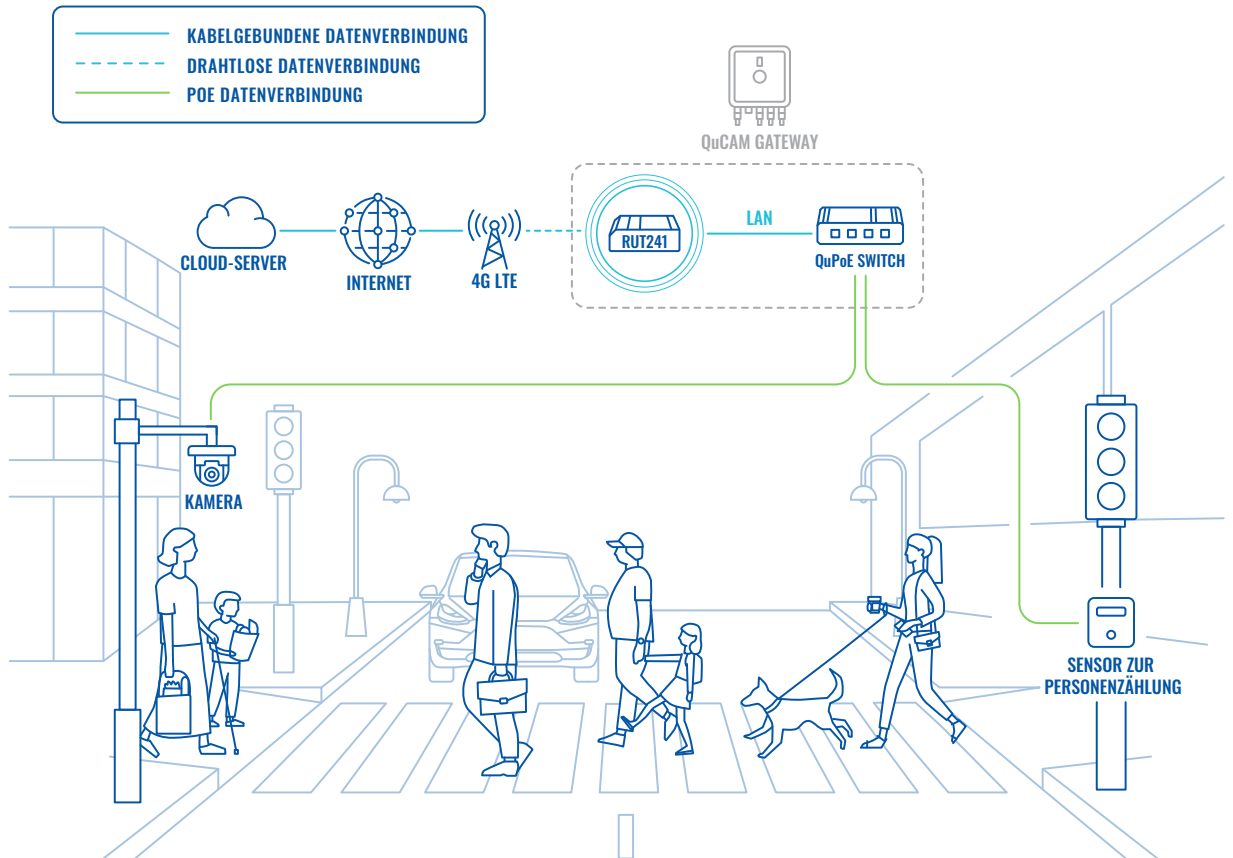 KABELGEBUNDENE DATENVERBINDUNG
DRAHTLOSE DATENVERBINDUNG
POE DATENVERBINDUNG
QuCAM GATEWAY
CLOUD-SERVER
INTERNET
4G LTE
RUT241
LAN
QuPoE SWITCH
KAMERA
SENSOR ZUR
PERSONENZÄHLUNG